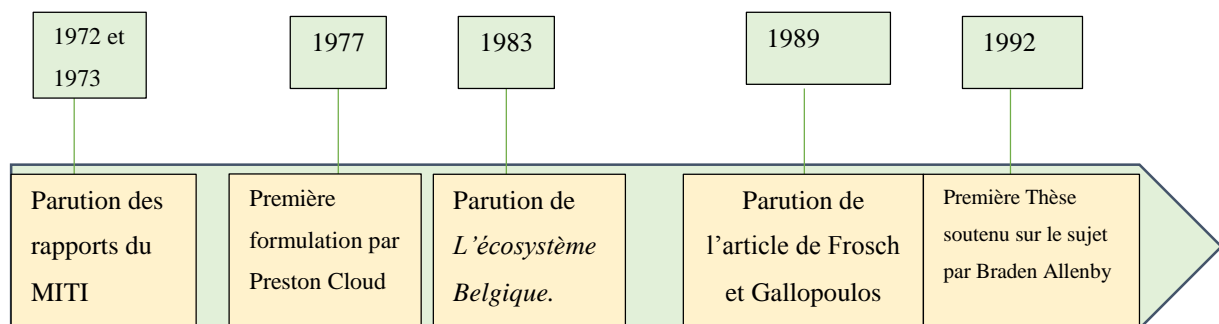 1972 et
1973
1977
1983
1989
1992
Parution des
rapports du
MITI
Première
formulation par
Preston Cloud
Parution de
L’écosystème
Belgique.
Parution de
l’article de Frosch
et Gallopoulos
Première Thèse
soutenu sur le sujet
par Braden Allenby